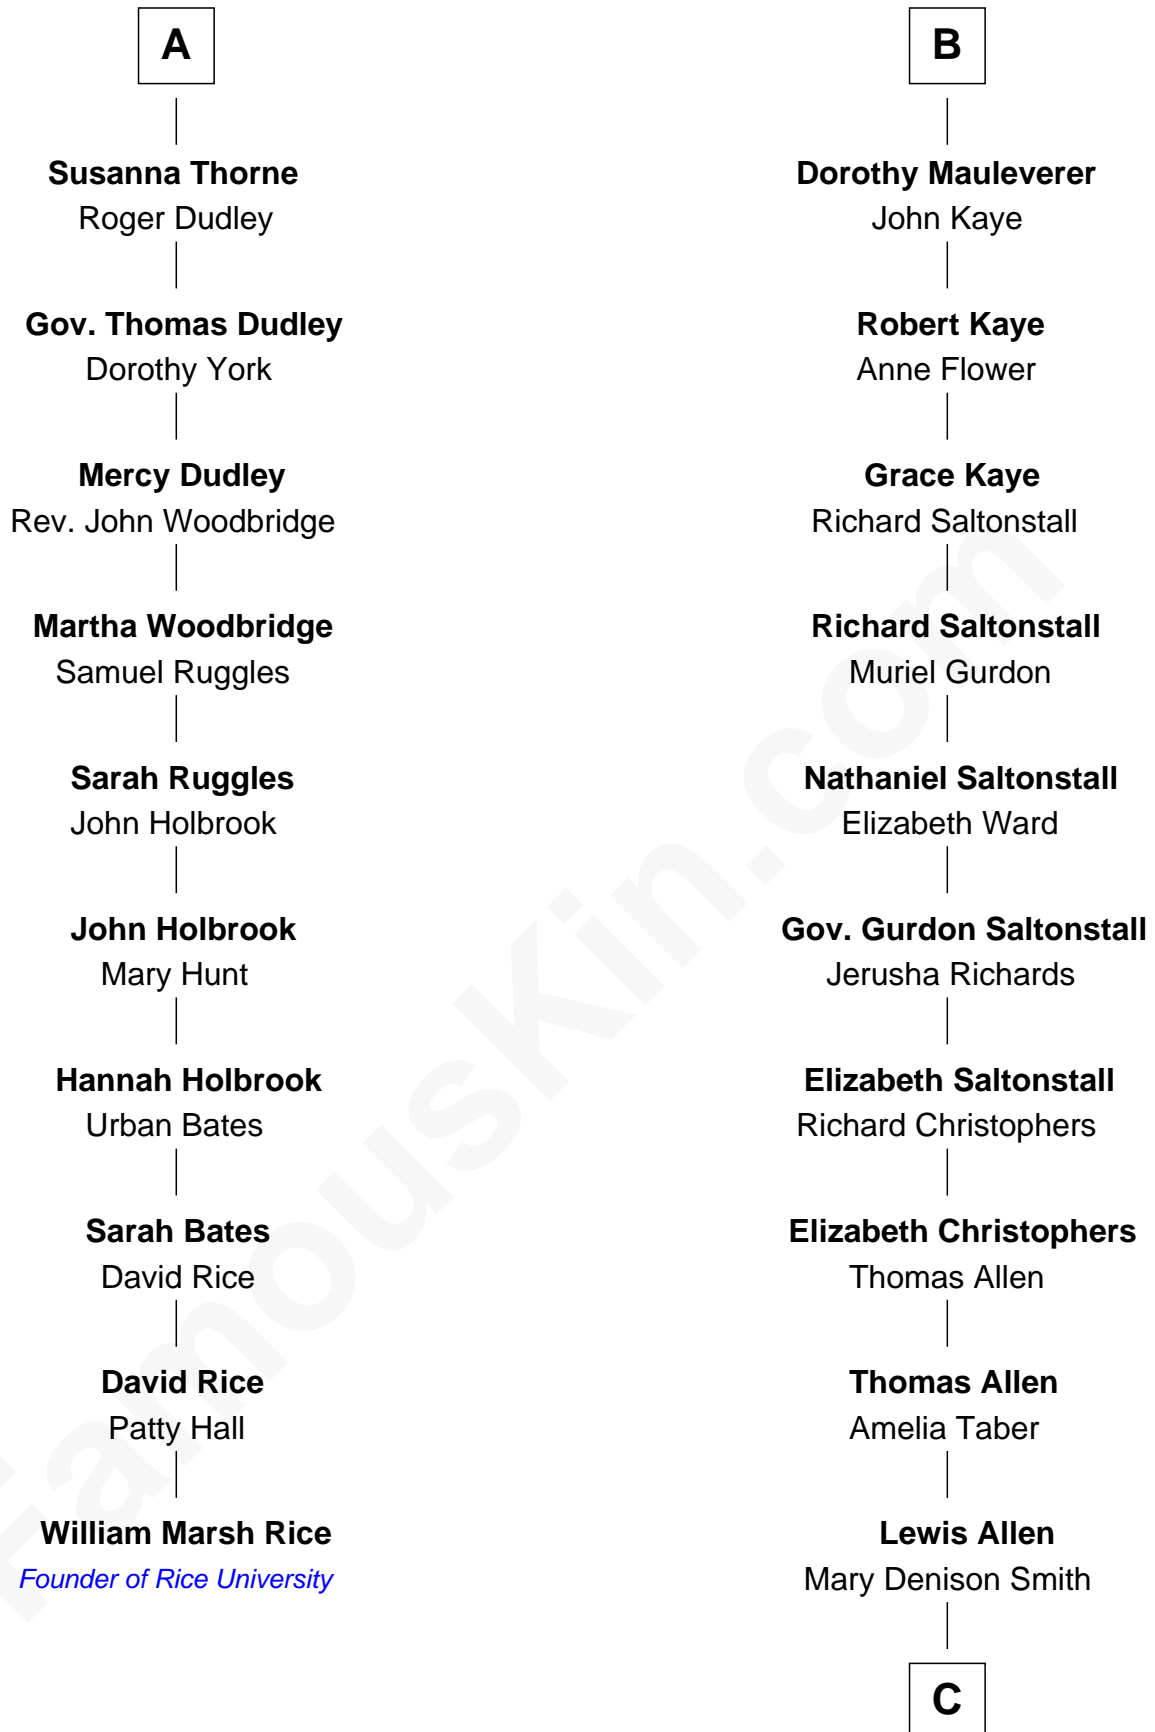 A
Susanna Thorne
Roger Dudley
Gov. Thomas Dudley
Dorothy York
Mercy Dudley
Rev. John Woodbridge
Martha Woodbridge
Samuel Ruggles
Sarah Ruggles
John Holbrook
John Holbrook
Mary Hunt
Hannah Holbrook
Urban Bates
Sarah Bates
David Rice
David Rice
Patty Hall
William Marsh Rice
Founder of Rice University
B
Dorothy Mauleverer
John Kaye
Robert Kaye
Anne Flower
Grace Kaye
Richard Saltonstall
Richard Saltonstall
Muriel Gurdon
Nathaniel Saltonstall
Elizabeth Ward
Gov. Gurdon Saltonstall
Jerusha Richards
Elizabeth Saltonstall
Richard Christophers
Elizabeth Christophers
Thomas Allen
Thomas Allen
Amelia Taber
Lewis Allen
Mary Denison Smith
C
FamousKin.com